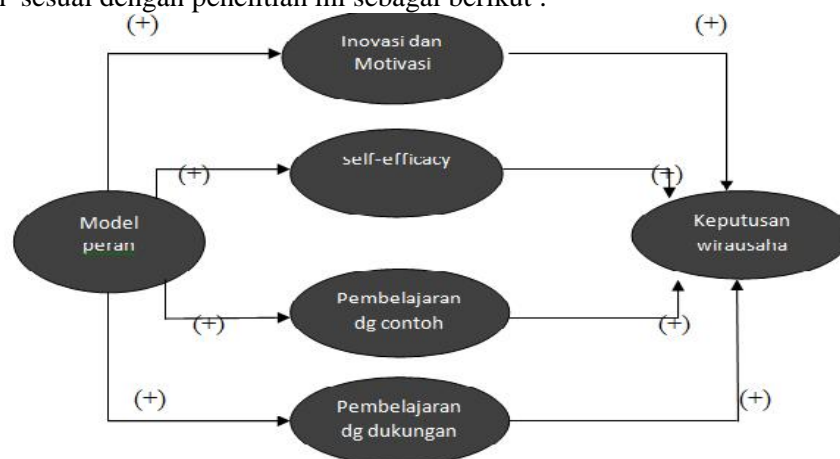 sesuai dengan penelitian ini sebagai berikut :
(+)
(+)
Inovasi dan
Motivasi
self-efficacy
(+)
(+)
Model
peran
Keputusan
wirausaha
Pembelajaran
dg contoh
(+)
(+)
(+)
(+)
Pembelajaran
dg dukungan